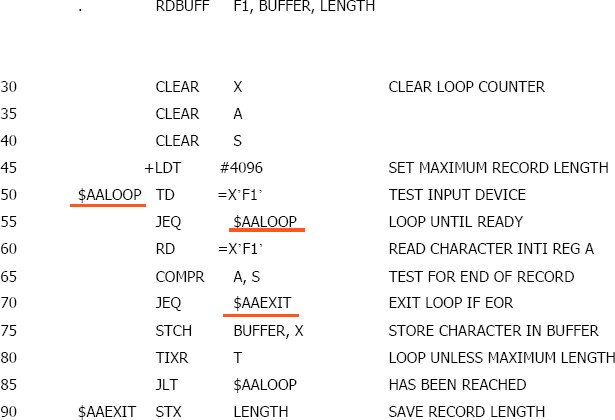 . RDBUFF F1, BUFFER, LENGTH
30 CLEAR X CLEAR LOOP COUNTER
35 CLEAR A
40 CLEAR S
45 +LDT #4096 SET MAXIMUM RECORD LENGTH
50 $AALOOP TD =X’F1’ TEST INPUT DEVICE
55 JEQ $AALOOP LOOP UNTIL READY
60 RD =X’F1’ READ CHARACTER INTI REG A
65 COMPR A, S TEST FOR END OF RECORD
70 JEQ $AAEXIT EXIT LOOP IF EOR
75 STCH BUFFER, X STORE CHARACTER IN BUFFER
80 TIXR T LOOP UNLESS MAXIMUM LENGTH
85 JLT $AALOOP HAS BEEN REACHED
90 $AAEXIT STX LENGTH SAVE RECORD LENGTH